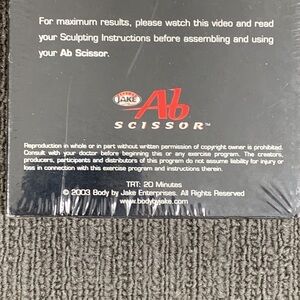 For maximum results, please watch this video and read
your Sculpting Instructions before assembling and using
your Ab Scissor.
JAKE Ab
SCISSOR™
Reproduction in whole or in part without written permission of copyright owner is prohibited.
Consult with your doctor before beginning this or any exercise program. The creators,
producers, participants and distributors of this program do not assume liability for injury or
loss in connection with this exercise program and instructions therein.
TRT: 20 Minutes
© 2003 Body by Jake Enterprises. All Rights Reserved
www.bodybyjake.com